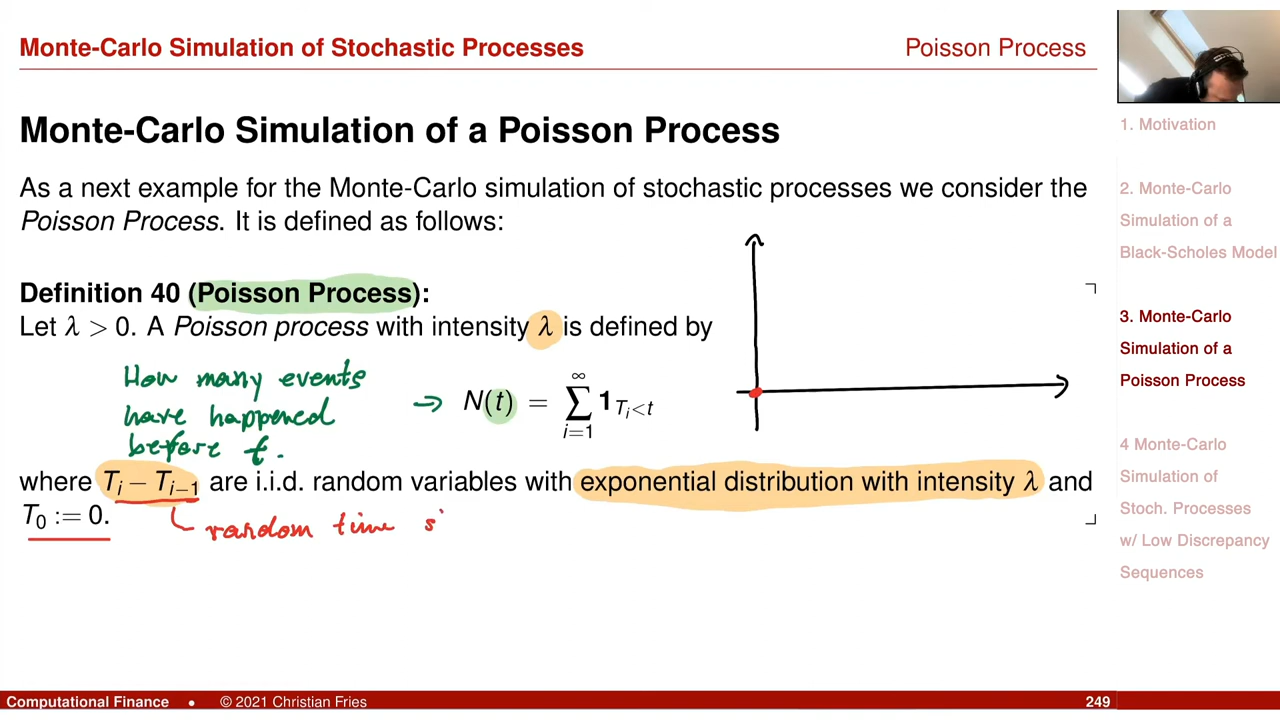 Monte-Carlo Simulation of Stochastic Processes
Poisson Process
Monte-Carlo Simulation of a Poisson Process
As a next example for the Monte-Carlo simulation of stochastic processes we consider the
Poisson Process. It is defined as follows:
Definition 40 (Poisson Process):
Let λ > 0. A Poisson process with intensity λ is defined by
How many events
have happened
before t.
→ N(t) = ∑_{i=1}^{∞} 1_{T_i<t}
where T_i − T_{i−1} are i.i.d. random variables with exponential distribution with intensity λ and
T_0 := 0.
random time s
1. Motivation
2. Monte-Carlo
Simulation of a
Black-Scholes Model
3. Monte-Carlo
Simulation of a
Poisson Process
4 Monte-Carlo
Simulation of
Stoch. Processes
w/ Low Discrepancy
Sequences
Computational Finance • © 2021 Christian Fries
249